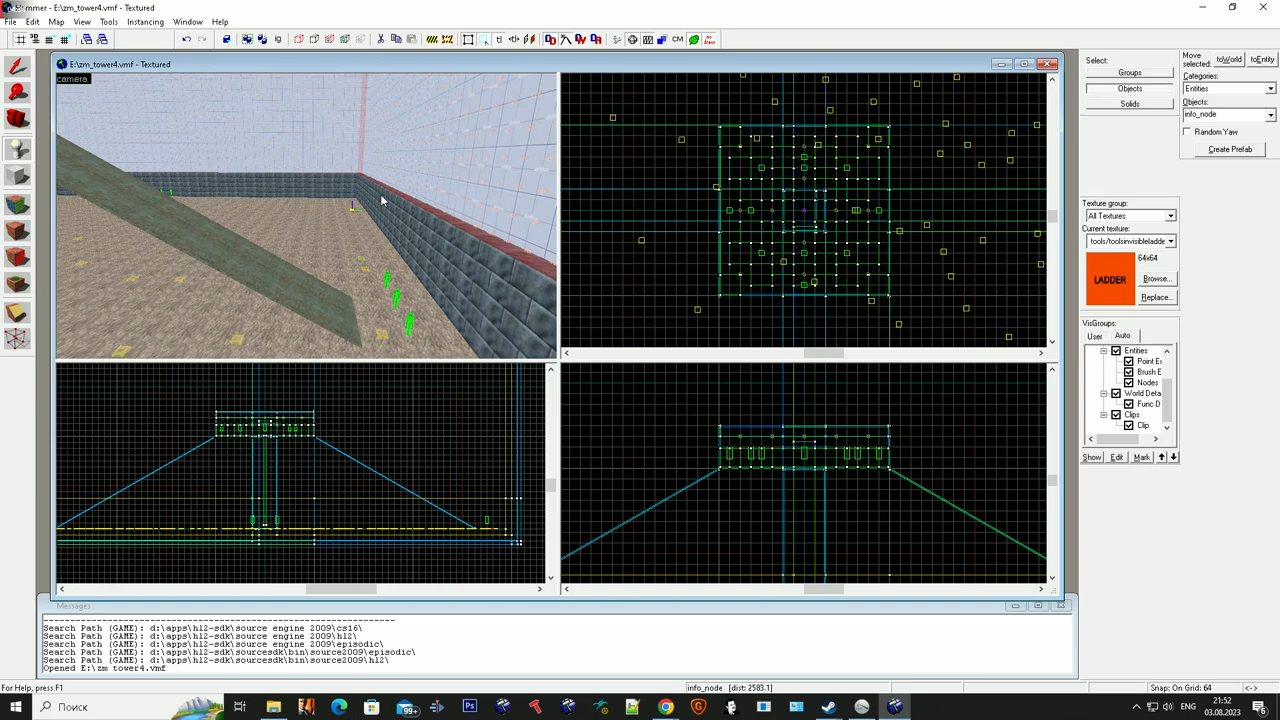 mmer - E:\zm_tower4.vmf - Textured
File Edit Map View Tools Instancing Window Help
E:\zm_tower4.vmf - Textured
camera
Select:
Groups
Objects
Solids
Move selected:
toWorld
toEntity
Categories:
Entities
Objects:
info_node
Random Yaw
Create Prefab
Texture group:
All Textures
Current texture:
tools/toolsinvisibleladde
64x64
LADDER
Browse...
Replace...
VisGroups:
User Auto
Entities
Point E
Brush E
Nodes
World Deta
Func D
Clips
Clip
Show Edit Mark
Messages
Search Path (GAME): d:\apps\hl2-sdk\source engine 2009\cs16\
Search Path (GAME): d:\apps\hl2-sdk\source engine 2009\hl2\
Search Path (GAME): d:\apps\hl2-sdk\source engine 2009\episodic\
Search Path (GAME): d:\apps\hl2-sdk\sourcesdk\bin\source2009\episodic\
Search Path (GAME): d:\apps\hl2-sdk\sourcesdk\bin\source2009\hl2\
Opened E:\zm_tower4.vmf
For Help, press F1
info_node [dist: 2583.1]
Snap: On Grid: 64
<->
Поиск
99+
Ps
РУС
21:52
03.08.2023